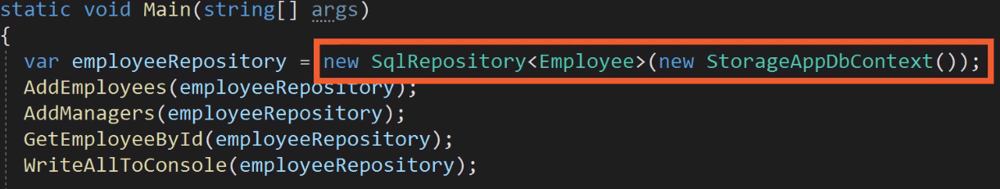 static void Main(string[] args)
{
var employeeRepository = new SqlRepository<Employee>(new StorageAppDbContext());
AddEmployees(employeeRepository);
AddManagers(employeeRepository);
GetEmployeeById(employeeRepository);
WriteAllToConsole(employeeRepository);